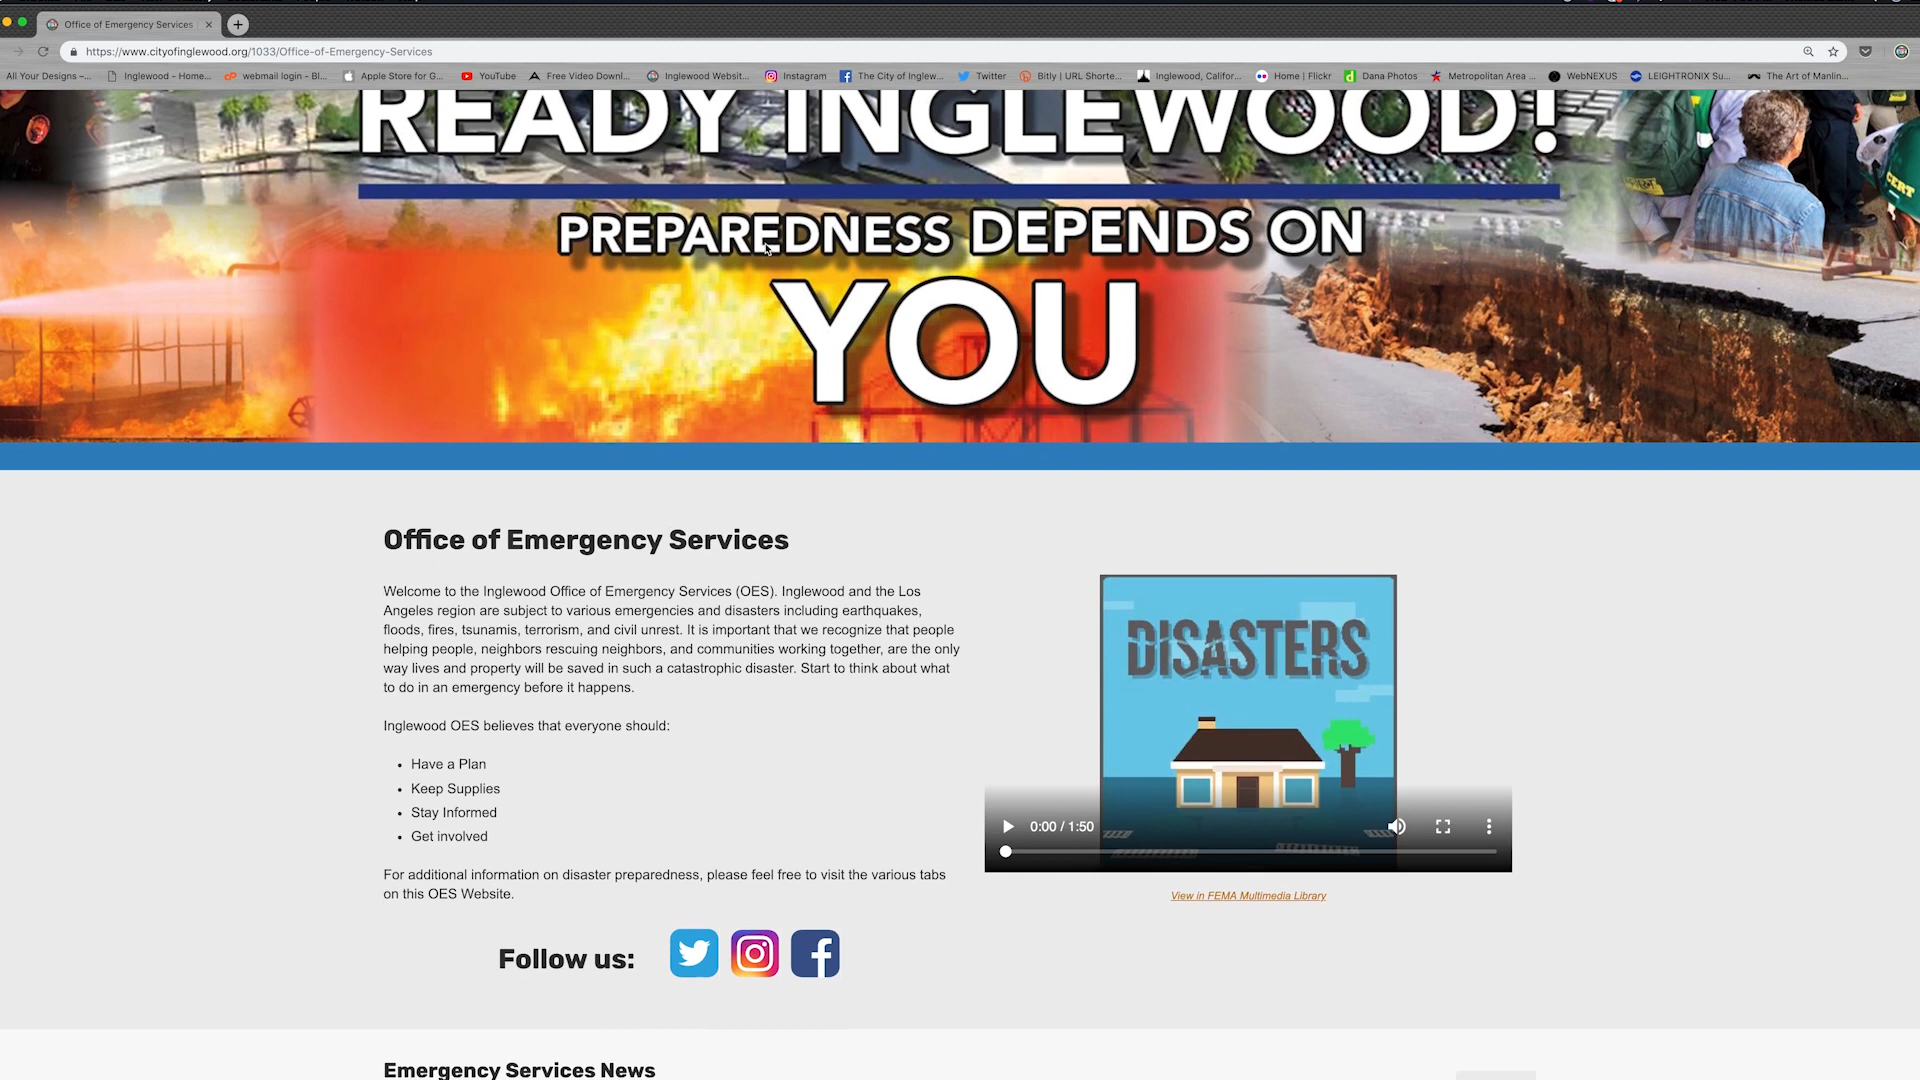 Office of Emergency Services
https://www.cityofinglewood.org/1033/Office-of-Emergency-Services
All Your Designs –... Inglewood - Home... webmail login - Bl... Apple Store for G... YouTube Free Video Downl... Inglewood Websit... Instagram The City of Inglew... Twitter Bitly | URL Shorte... Inglewood, Califor... Home | Flickr Dana Photos Metropolitan Area ... WebNEXUS LEIGHTRONIX Su... The Art of Manlin...
READY INGLEWOOD!
CERT
PREPAREDNESS DEPENDS ON
YOU
Office of Emergency Services
Welcome to the Inglewood Office of Emergency Services (OES). Inglewood and the Los
Angeles region are subject to various emergencies and disasters including earthquakes,
floods, fires, tsunamis, terrorism, and civil unrest. It is important that we recognize that people
helping people, neighbors rescuing neighbors, and communities working together, are the only
way lives and property will be saved in such a catastrophic disaster. Start to think about what
to do in an emergency before it happens.
Inglewood OES believes that everyone should:
• Have a Plan
• Keep Supplies
• Stay Informed
• Get involved
For additional information on disaster preparedness, please feel free to visit the various tabs
on this OES Website.
Follow us:
DISASTERS
0:00 / 1:50
View in FEMA Multimedia Library
Emergency Services News